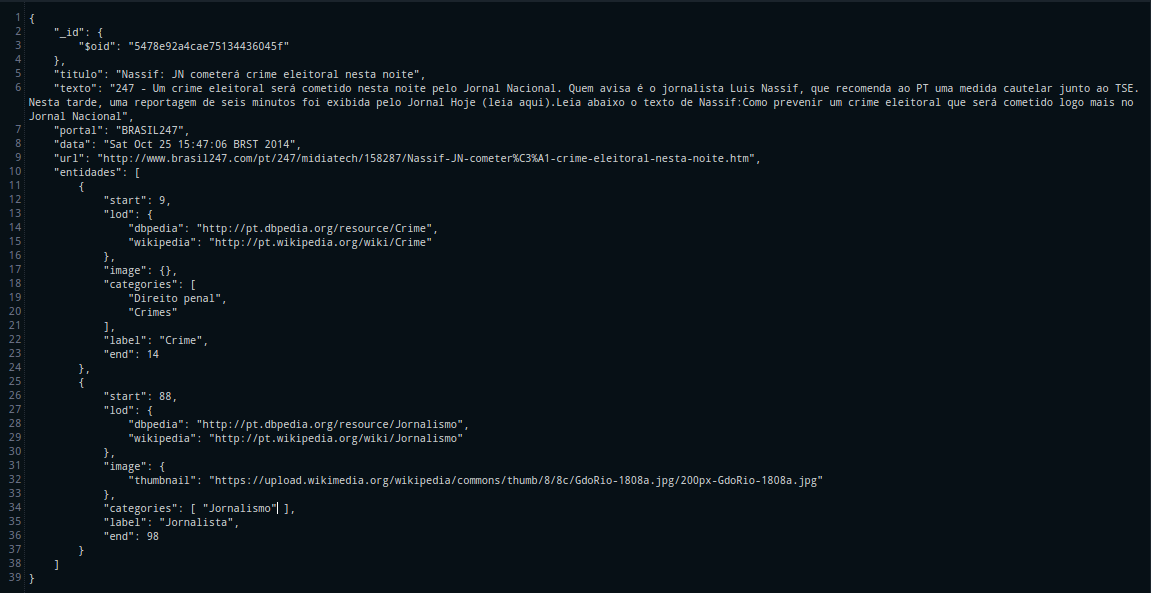 1 {
2 "_id": {
3 "$oid": "5478e92a4cae75134436045f"
4 },
5 "titulo": "Nassif: JN cometerá crime eleitoral nesta noite",
6 "texto": "247 - Um crime eleitoral será cometido nesta noite pelo Jornal Nacional. Quem avisa é o jornalista Luis Nassif, que recomenda ao PT uma medida cautelar junto ao TSE.
Nesta tarde, uma reportagem de seis minutos foi exibida pelo Jornal Hoje (leia aqui).Leia abaixo o texto de Nassif:Como prevenir um crime eleitoral que será cometido logo mais no
Jornal Nacional",
7 "portal": "BRASIL247",
8 "data": "Sat Oct 25 15:47:06 BRST 2014",
9 "url": "http://www.brasil247.com/pt/247/midiatech/158287/Nassif-JN-cometer%C3%A1-crime-eleitoral-nesta-noite.htm",
10 "entidades": [
11 {
12 "start": 9,
13 "lod": {
14 "dbpedia": "http://pt.dbpedia.org/resource/Crime",
15 "wikipedia": "http://pt.wikipedia.org/wiki/Crime"
16 },
17 "image": {},
18 "categories": [
19 "Direito penal",
20 "Crimes"
21 ],
22 "label": "Crime",
23 "end": 14
24 },
25 {
26 "start": 88,
27 "lod": {
28 "dbpedia": "http://pt.dbpedia.org/resource/Jornalismo",
29 "wikipedia": "http://pt.wikipedia.org/wiki/Jornalismo"
30 },
31 "image": {
32 "thumbnail": "https://upload.wikimedia.org/wikipedia/commons/thumb/8/8c/GdoRio-1808a.jpg/200px-GdoRio-1808a.jpg"
33 },
34 "categories": [ "Jornalismo" ],
35 "label": "Jornalista",
36 "end": 98
37 }
38 ]
39 }